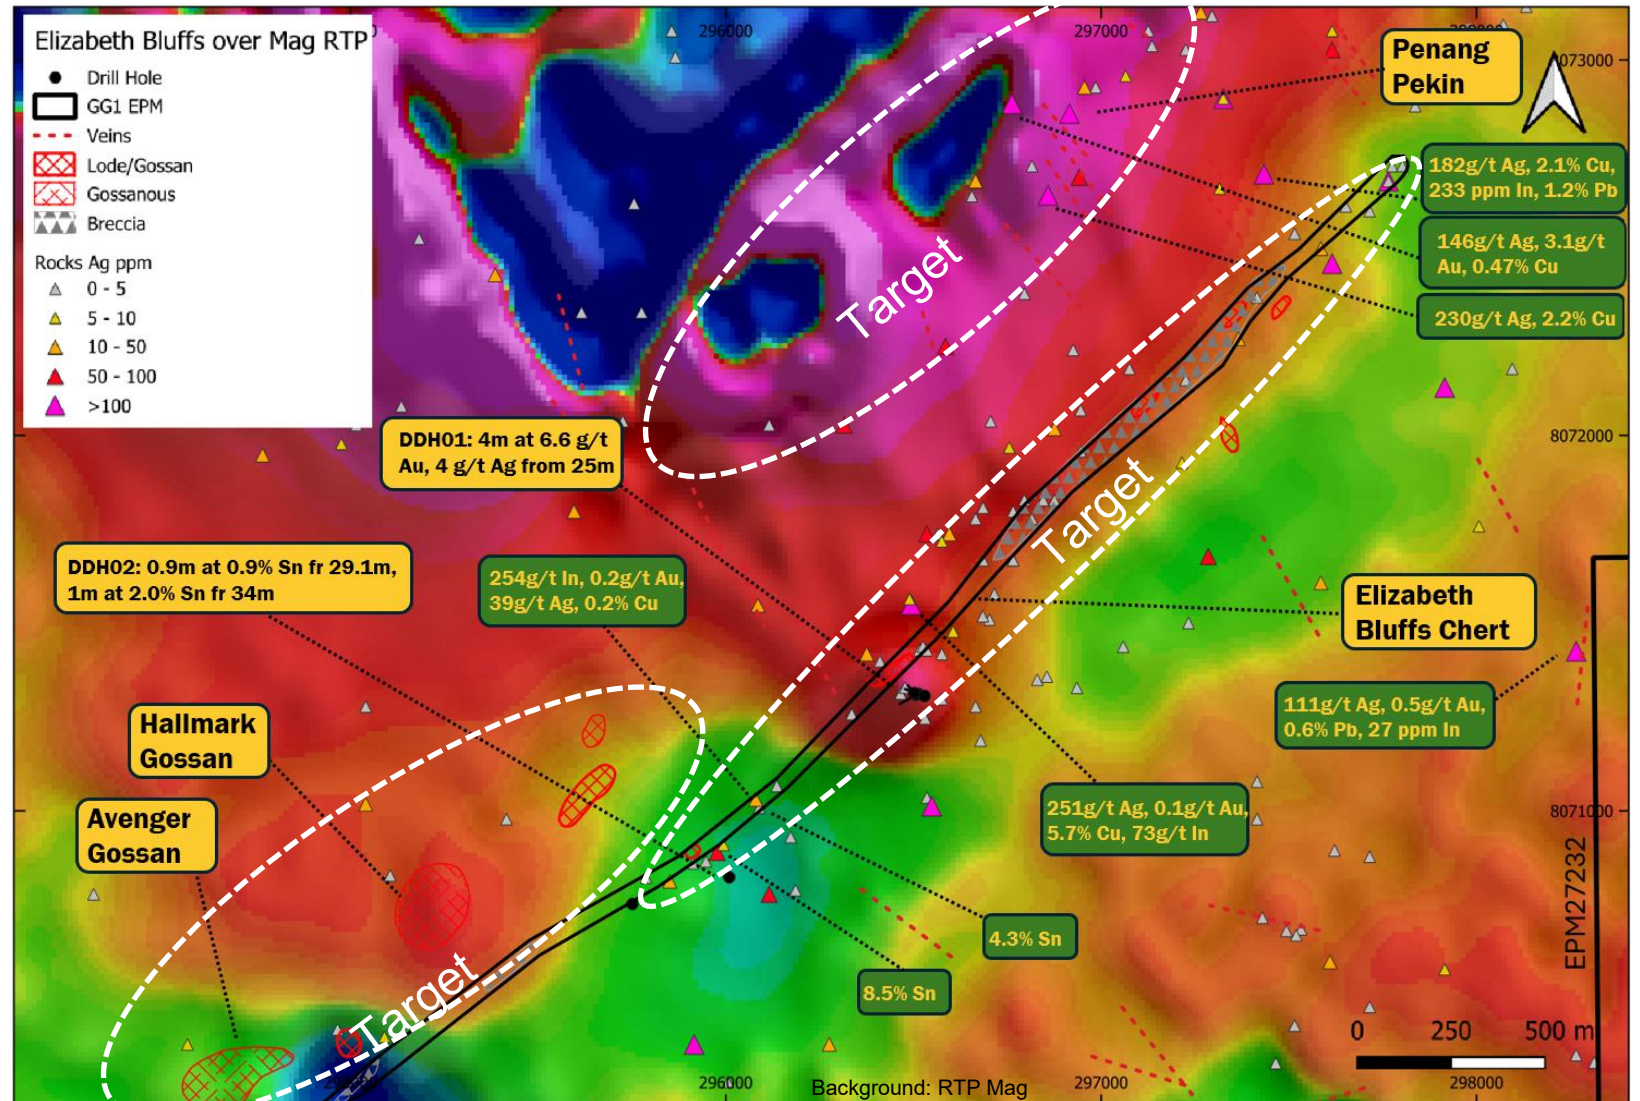 Elizabeth Bluffs over Mag RTP
Drill Hole
GG1 EPM
Veins
Lode/Gossan
Gossanous
Breccia
Rocks Ag ppm
0 - 5
5 - 10
10 - 50
50 - 100
>100
296000
297000
Penang
Pekin
8073000
182g/t Ag, 2.1% Cu,
233 ppm In, 1.2% Pb
146g/t Ag, 3.1g/t
Au, 0.47% Cu
230g/t Ag, 2.2% Cu
Target
DDH01: 4m at 6.6 g/t
Au, 4 g/t Ag from 25m
8072000
Target
DDH02: 0.9m at 0.9% Sn fr 29.1m,
1m at 2.0% Sn fr 34m
254g/t In, 0.2g/t Au,
39g/t Ag, 0.2% Cu
Elizabeth
Bluffs Chert
111g/t Ag, 0.5g/t Au,
0.6% Pb, 27 ppm In
Hallmark
Gossan
Avenger
Gossan
251g/t Ag, 0.1g/t Au,
5.7% Cu, 73g/t In
8071000
EPM27232
4.3% Sn
8.5% Sn
Target
0 250 500 m
296000
297000
298000
Background: RTP Mag